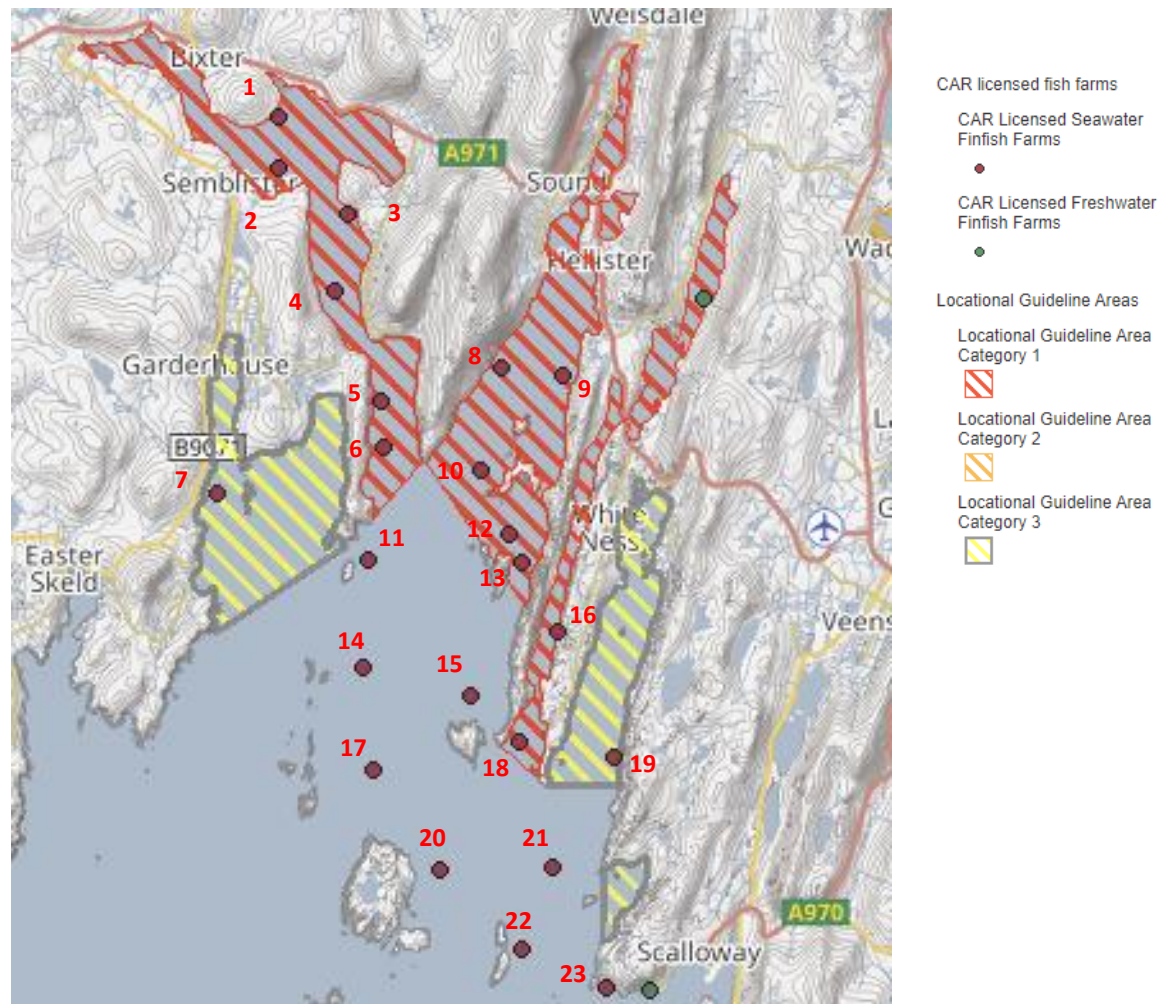 Weisdale
Bixter
1
A971
Semblister
Sound
2
3
Hellister
4
Garderhouse
8
9
5
B9071
6
7
10
White
Ness
12
11
13
Easter
Skeld
16
14
15
17
18
19
20
21
22
A970
Scalloway
23
CAR licensed fish farms
CAR Licensed Seawater
Finfish Farms
CAR Licensed Freshwater
Finfish Farms
Locational Guideline Areas
Locational Guideline Area
Category 1
Locational Guideline Area
Category 2
Locational Guideline Area
Category 3